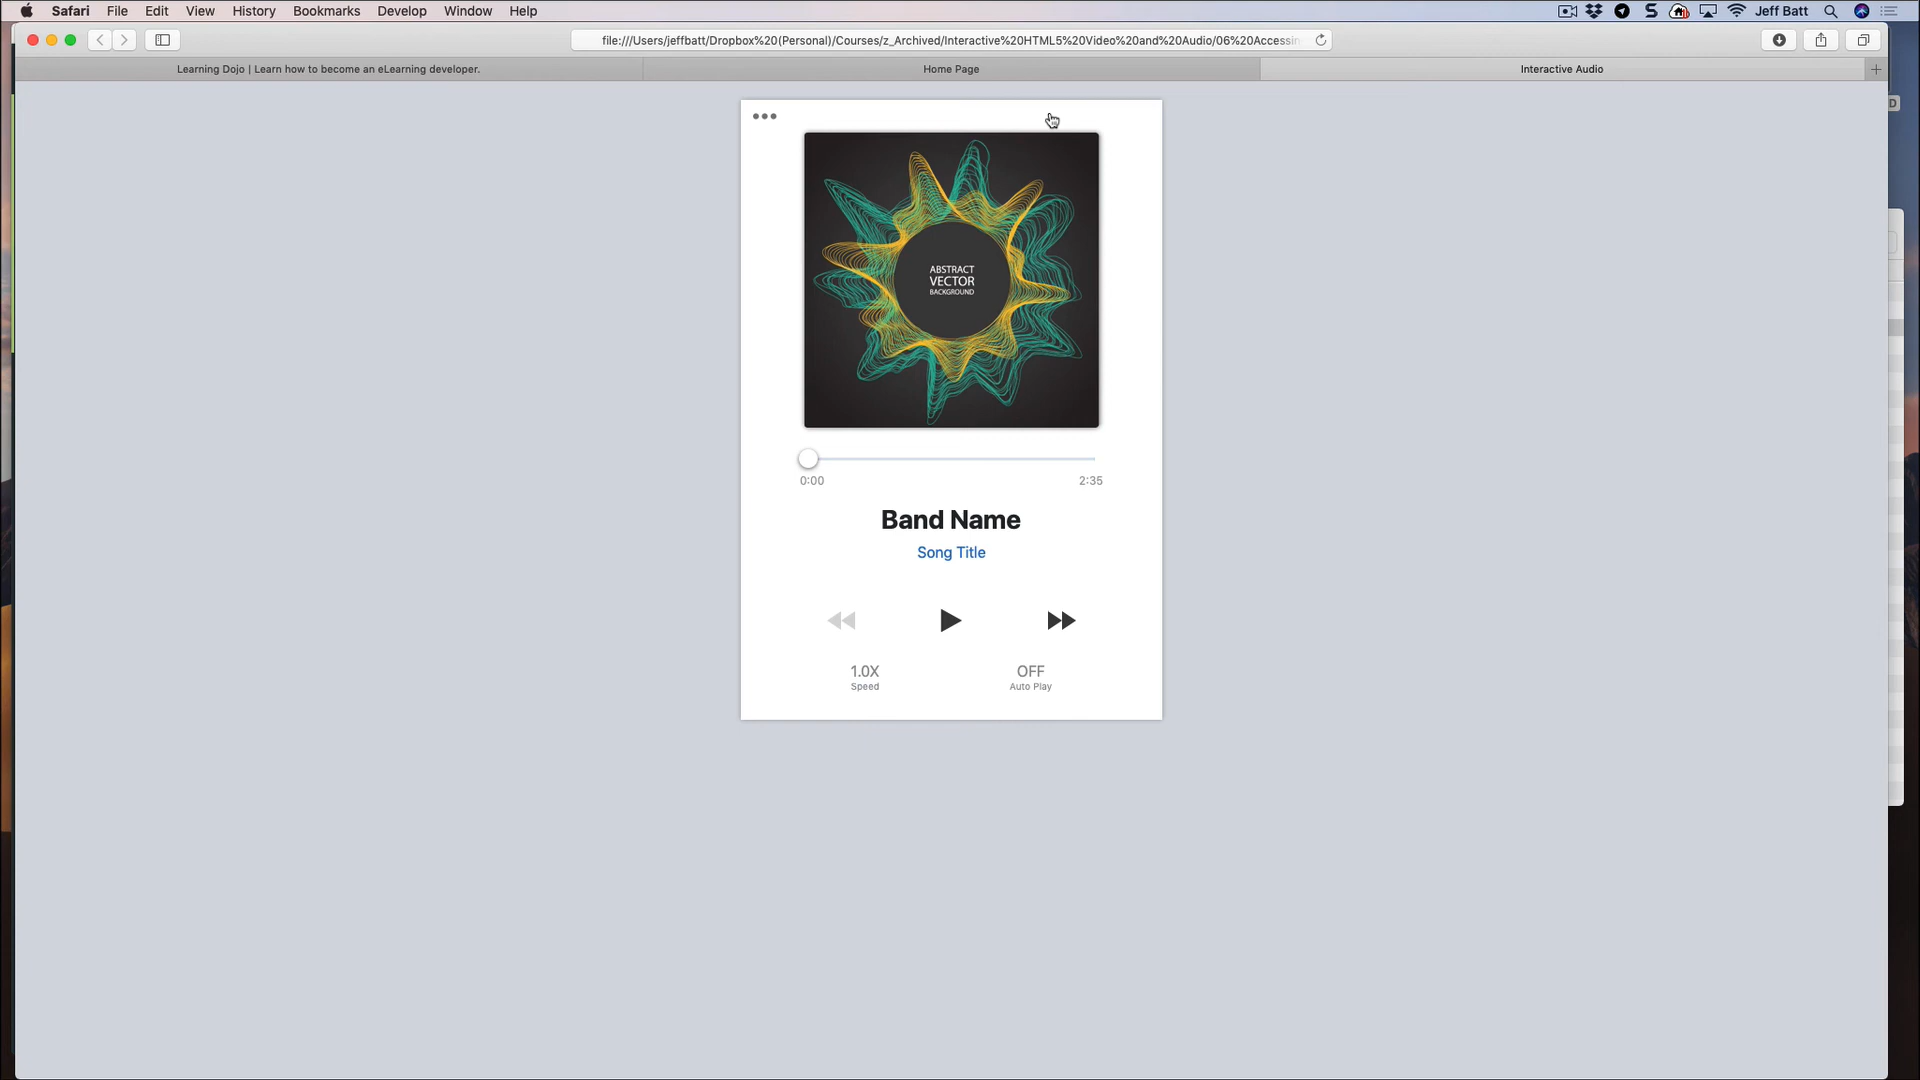 Safari File Edit View History Bookmarks Develop Window Help Jeff Batt
file:///Users/jeffbatt/Dropbox%20(Personal)/Courses/z_Archived/Interactive%20HTML5%20Video%20and%20Audio/06%20Accessin
Learning Dojo | Learn how to become an eLearning developer. Home Page Interactive Audio
D
ABSTRACT
VECTOR
BACKGROUND
0:00 2:35
Band Name
Song Title
1.0X OFF
Speed Auto Play